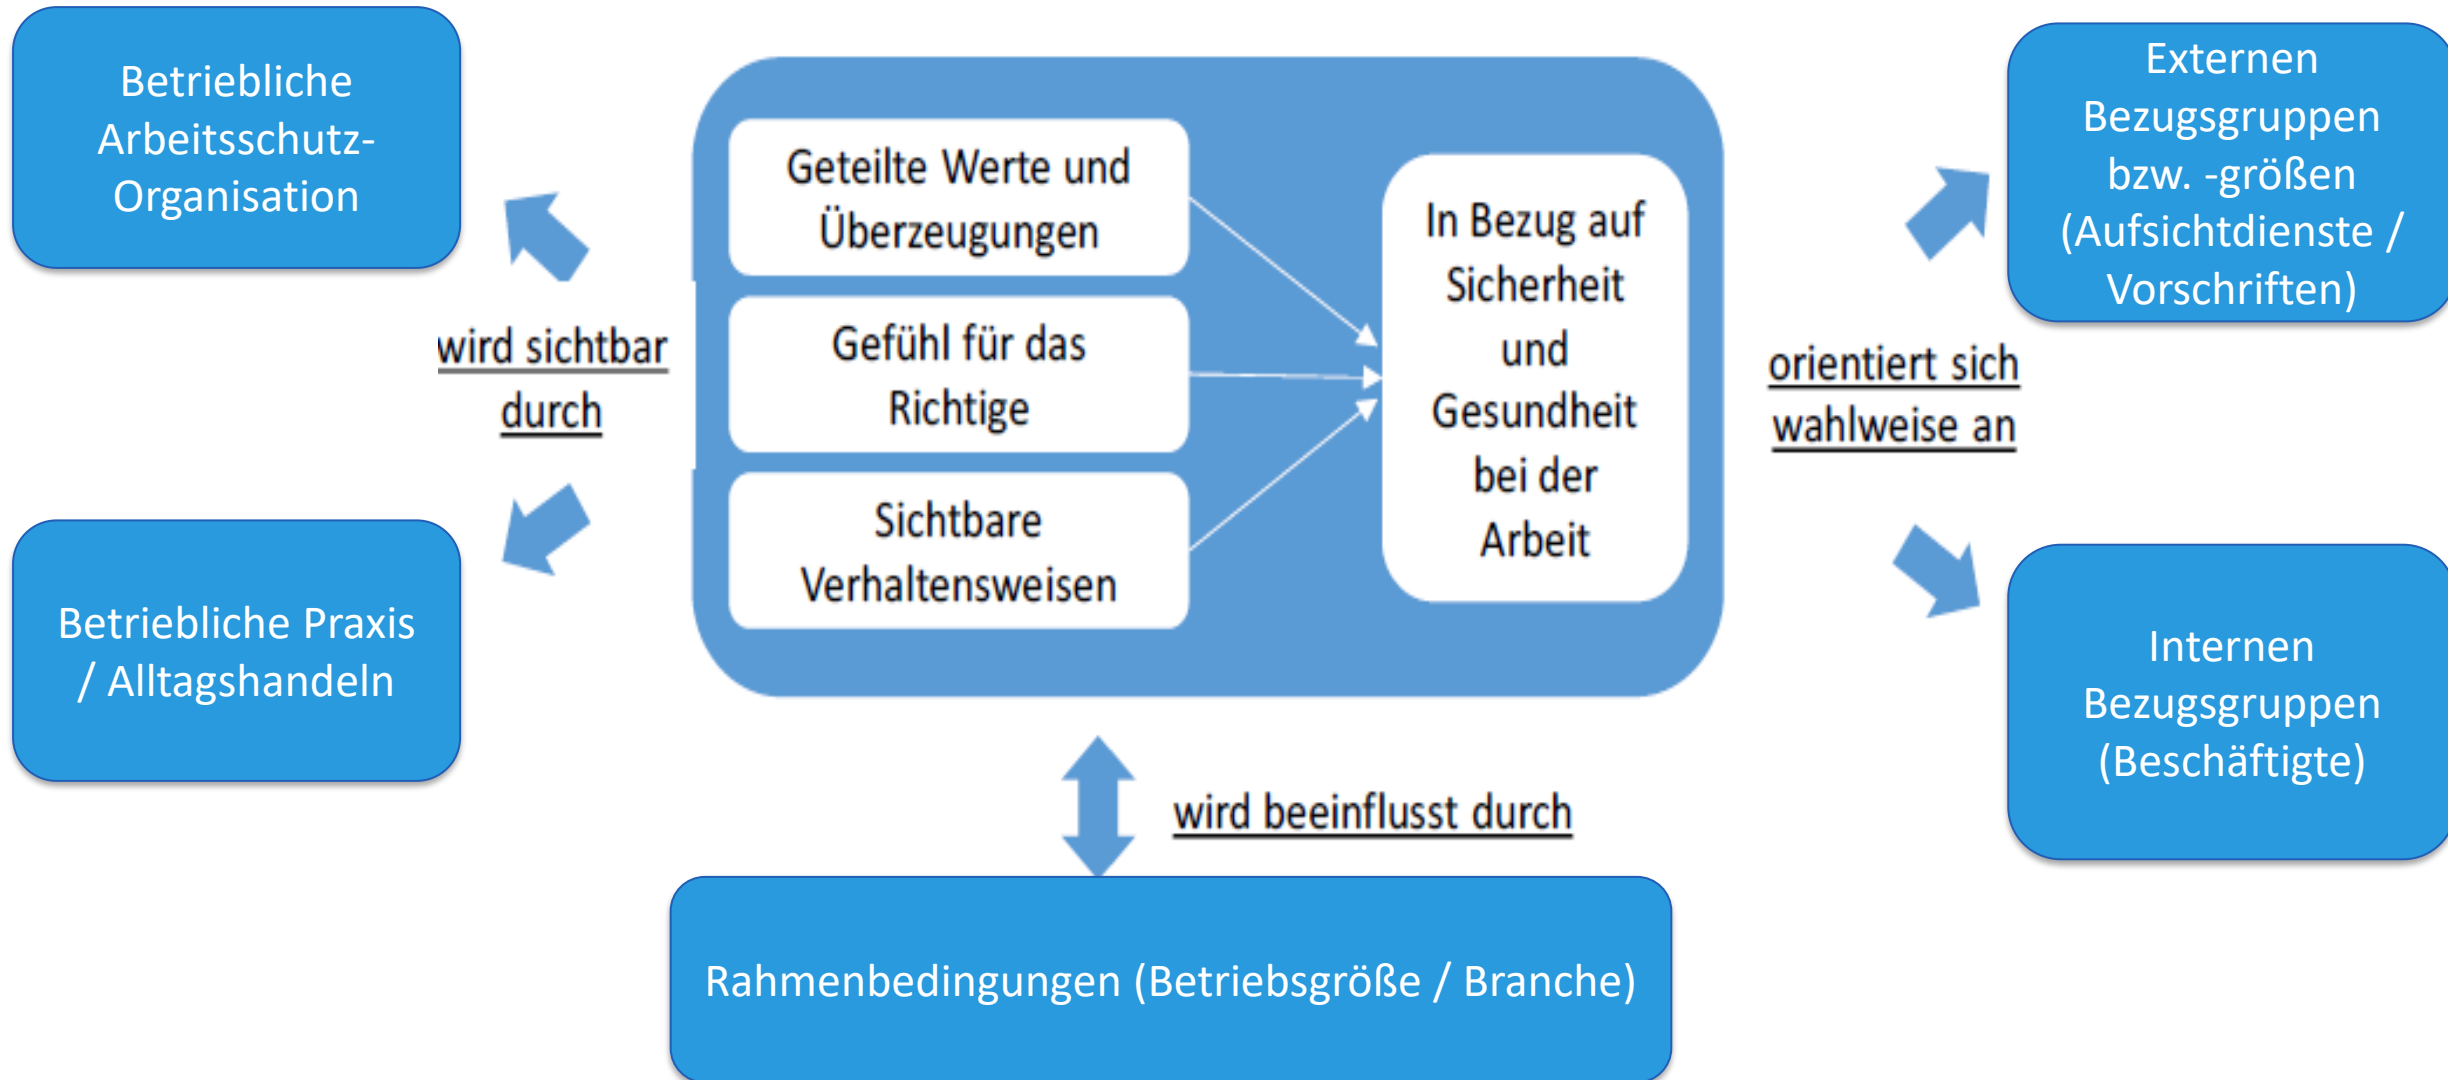 Betriebliche
Arbeitsschutz-
Organisation
wird sichtbar
durch
Betriebliche Praxis
/ Alltagshandeln
Geteilte Werte und
Überzeugungen
Gefühl für das
Richtige
Sichtbare
Verhaltensweisen
In Bezug auf
Sicherheit
und
Gesundheit
bei der
Arbeit
Externen
Bezugsgruppen
bzw. -größen
(Aufsichtdienste /
Vorschriften)
orientiert sich
wahlweise an
Internen
Bezugsgruppen
(Beschäftigte)
wird beeinflusst durch
Rahmenbedingungen (Betriebsgröße / Branche)